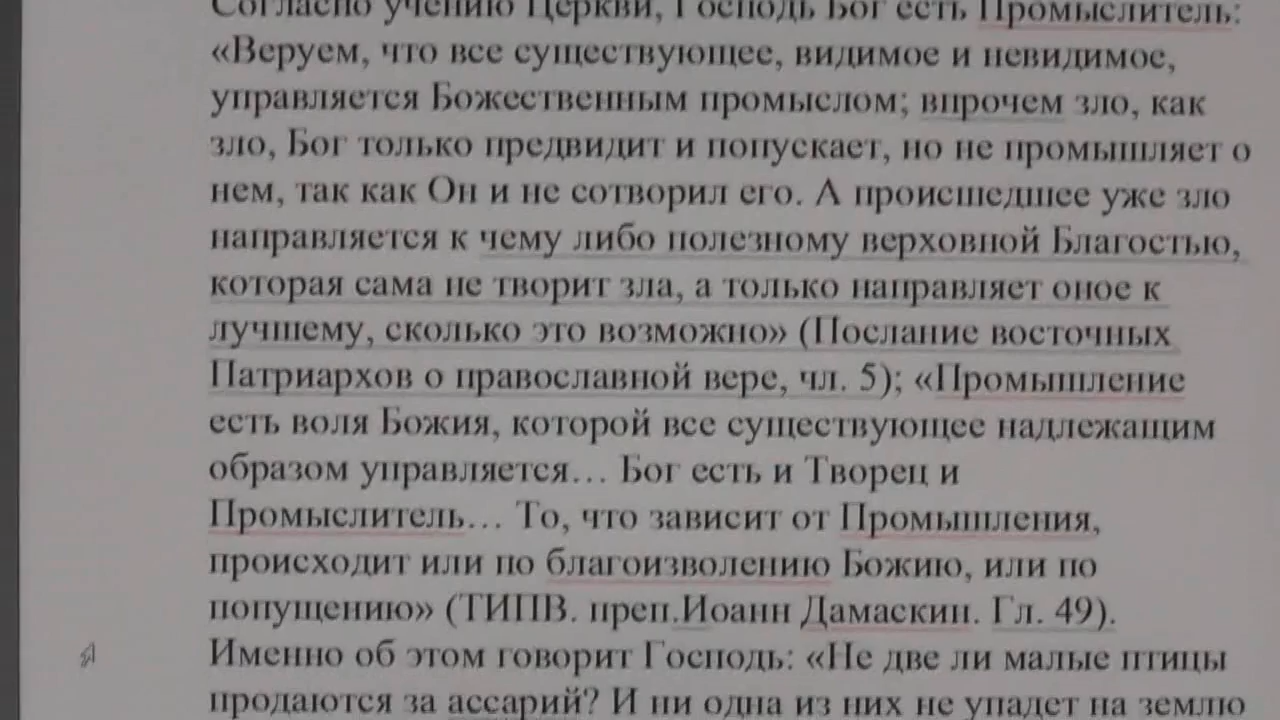 Согласно учению Церкви, Господь Бог есть Промыслитель:
«Веруем, что все существующее, видимое и невидимое,
управляется Божественным промыслом; впрочем зло, как
зло, Бог только предвидит и попускает, но не промышляет о
нем, так как Он и не сотворил его. А происшедшее уже зло
направляется к чему либо полезному верховной Благостью,
которая сама не творит зла, а только направляет оное к
лучшему, сколько это возможно» (Послание восточных
Патриархов о православной вере, чл. 5); «Промышление
есть воля Божия, которой все существующее надлежащим
образом управляется… Бог есть и Творец и
Промыслитель… То, что зависит от Промышления,
происходит или по благоизволению Божию, или по
попущению» (ТИПВ. преп.Иоанн Дамаскин. Гл. 49).
Именно об этом говорит Господь: «Не две ли малые птицы
продаются за ассарий? И ни одна из них не упадет на землю